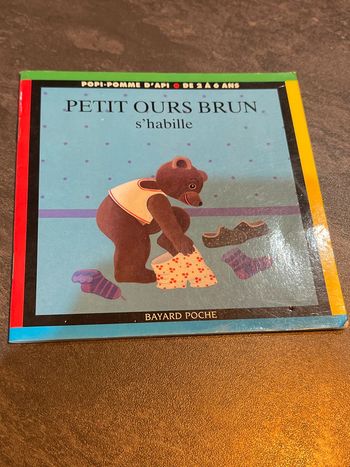 POPI-POMME D'API ● DE 2 À 6 ANS
PETIT OURS BRUN
s'habille
BAYARD POCHE